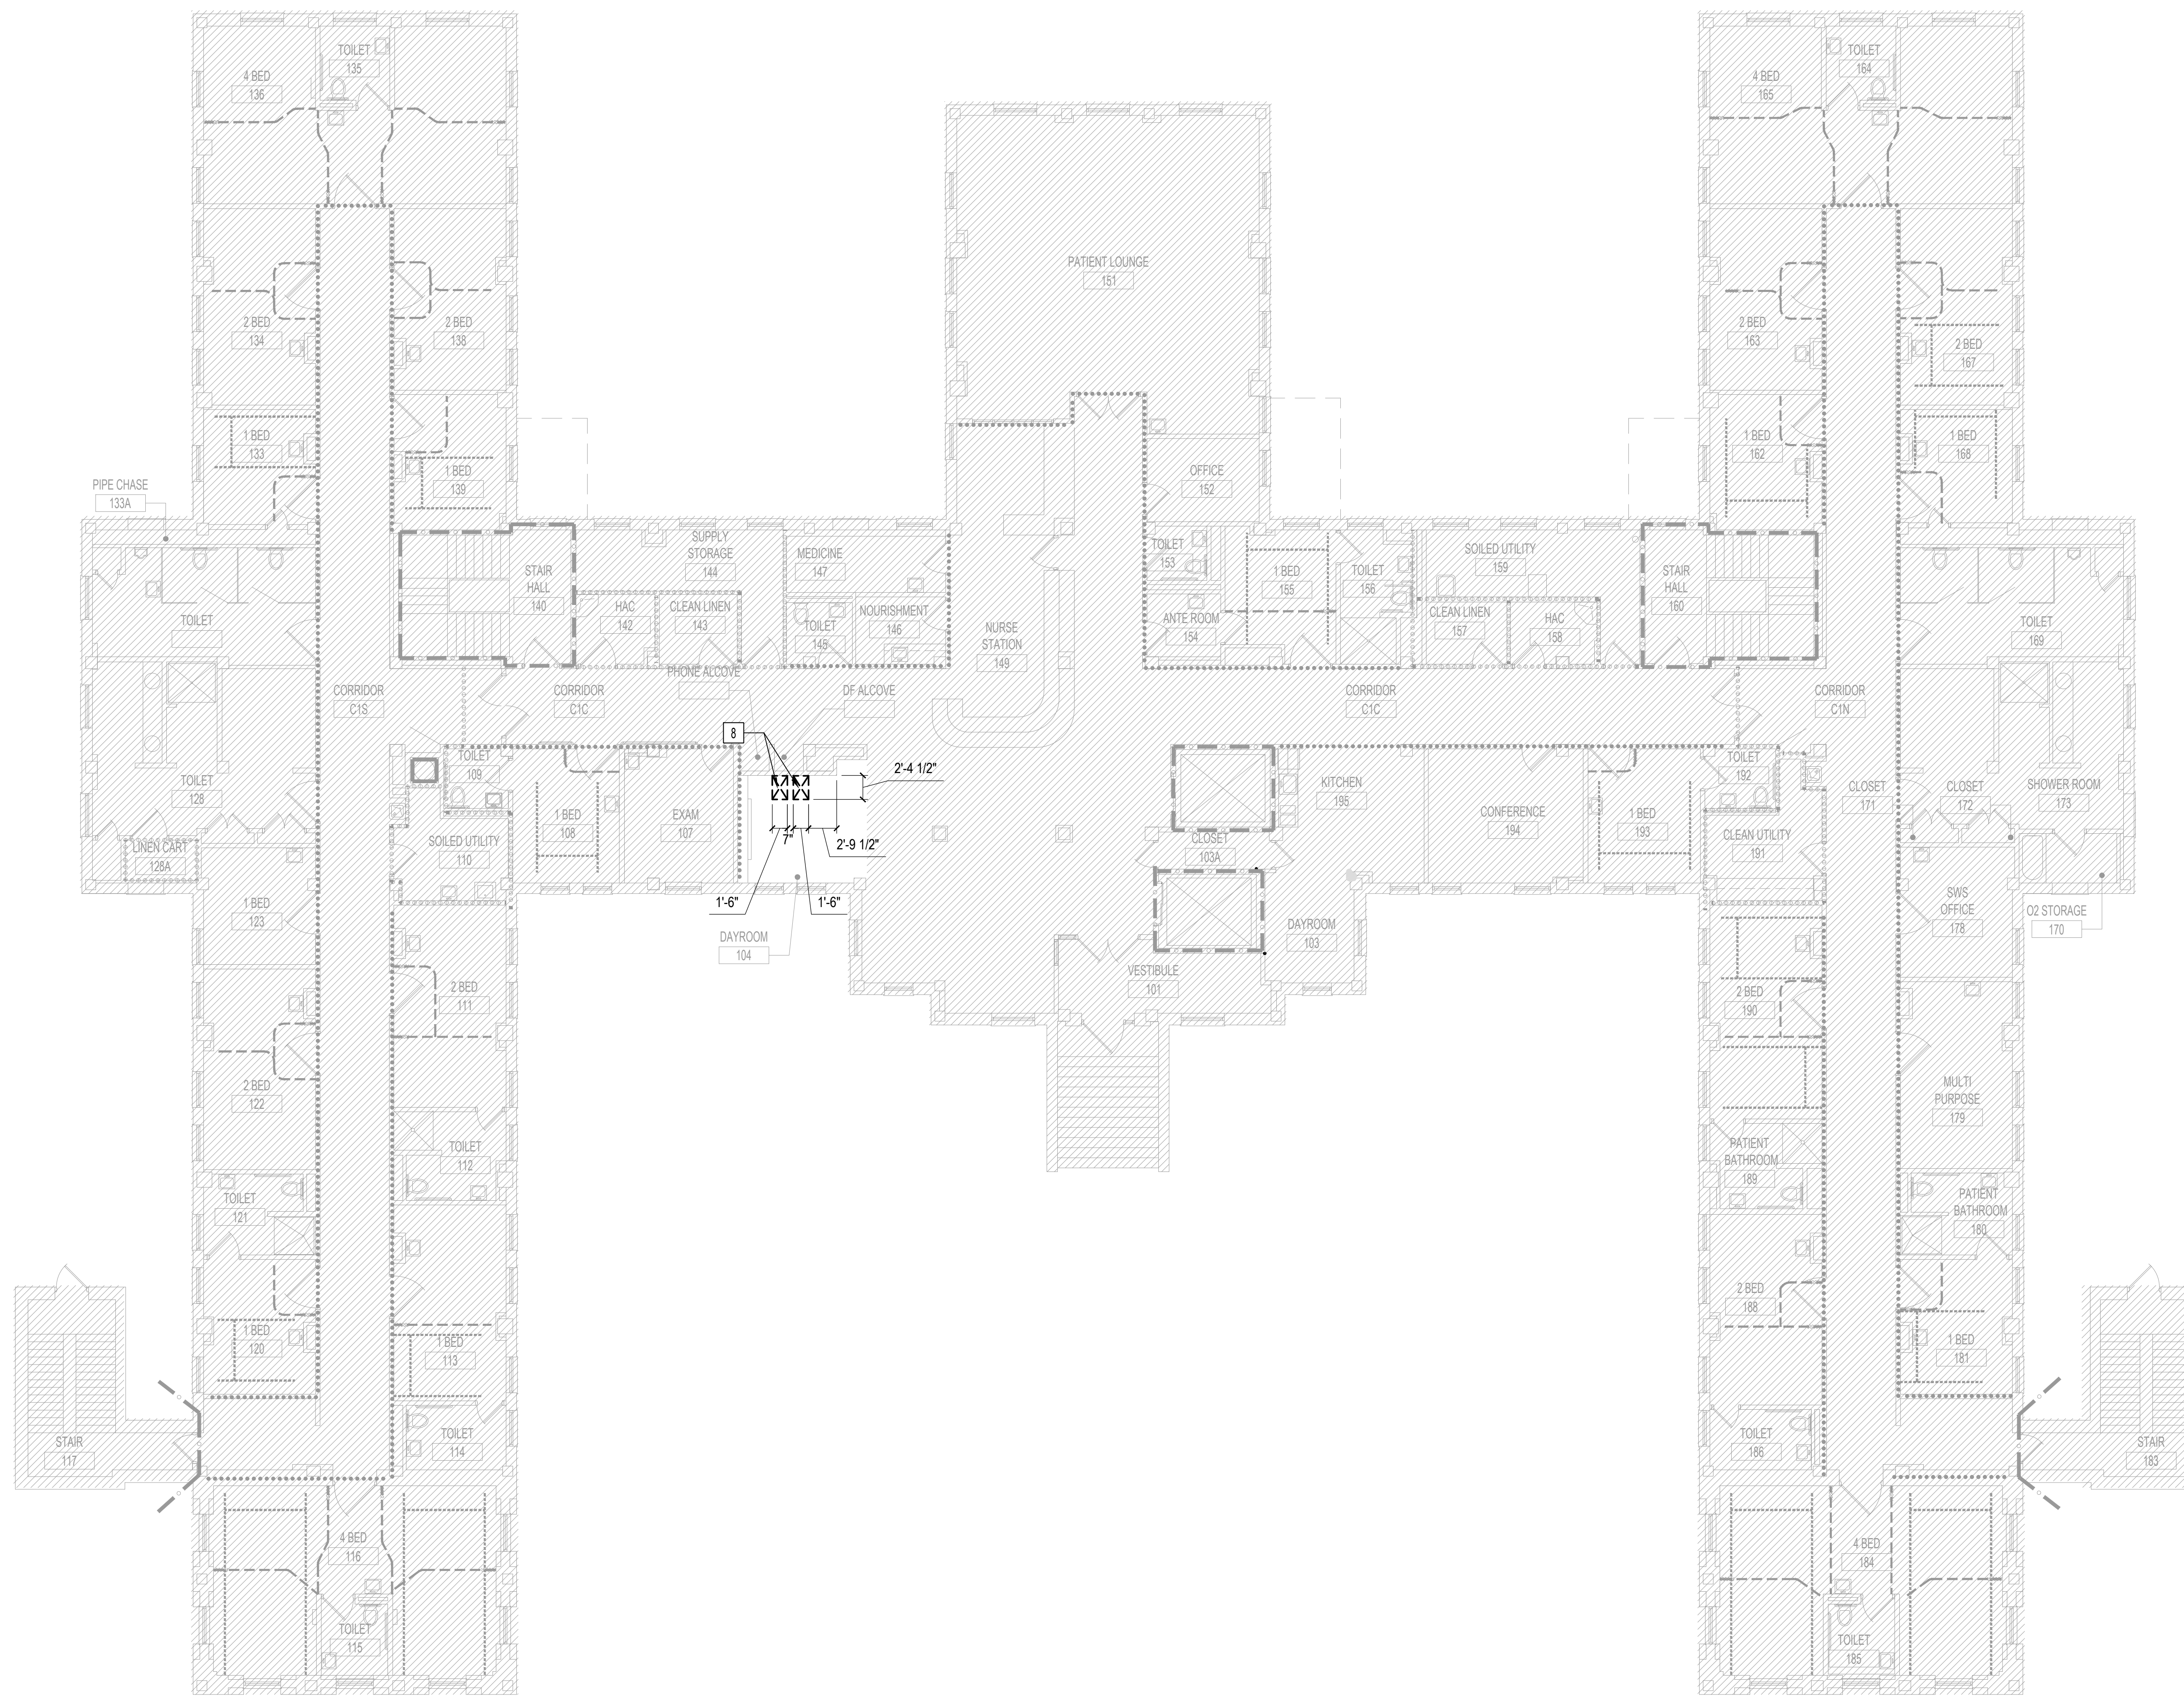 TOILET
135
4 BED
136
TOILET
164
4 BED
165
PATIENT LOUNGE
151
2 BED
134
2 BED
138
2 BED
163
2 BED
167
1 BED
133
1 BED
139
OFFICE
152
1 BED
162
1 BED
168
PIPE CHASE
133A
SUPPLY
STORAGE
144
MEDICINE
147
TOILET
153
SOILED UTILITY
159
STAIR
HALL
140
1 BED
155
TOILET
156
STAIR
HALL
160
HAC
142
CLEAN LINEN
143
TOILET
145
NOURISHMENT
146
NURSE
STATION
149
ANTE ROOM
154
CLEAN LINEN
157
HAC
158
TOILET
TOILET
169
PHONE ALCOVE
DF ALCOVE
CORRIDOR
C1S
CORRIDOR
C1C
CORRIDOR
C1C
CORRIDOR
C1N
8
TOILET
109
2'-4 1/2"
TOILET
128
KITCHEN
195
TOILET
192
CLOSET
171
CLOSET
172
SHOWER ROOM
173
1 BED
108
EXAM
107
CONFERENCE
194
1 BED
193
SOILED UTILITY
110
7"
2'-9 1/2"
CLOSET
103A
CLEAN UTILITY
191
LINEN CART
128A
1'-6"
1'-6"
1 BED
123
SWS
OFFICE
178
O2 STORAGE
170
DAYROOM
104
DAYROOM
103
VESTIBULE
101
2 BED
111
2 BED
190
2 BED
122
MULTI
PURPOSE
179
TOILET
112
PATIENT
BATHROOM
189
TOILET
121
PATIENT
BATHROOM
180
2 BED
188
1 BED
120
1 BED
113
1 BED
181
STAIR
117
TOILET
114
TOILET
186
STAIR
183
4 BED
116
4 BED
184
TOILET
115
TOILET
185